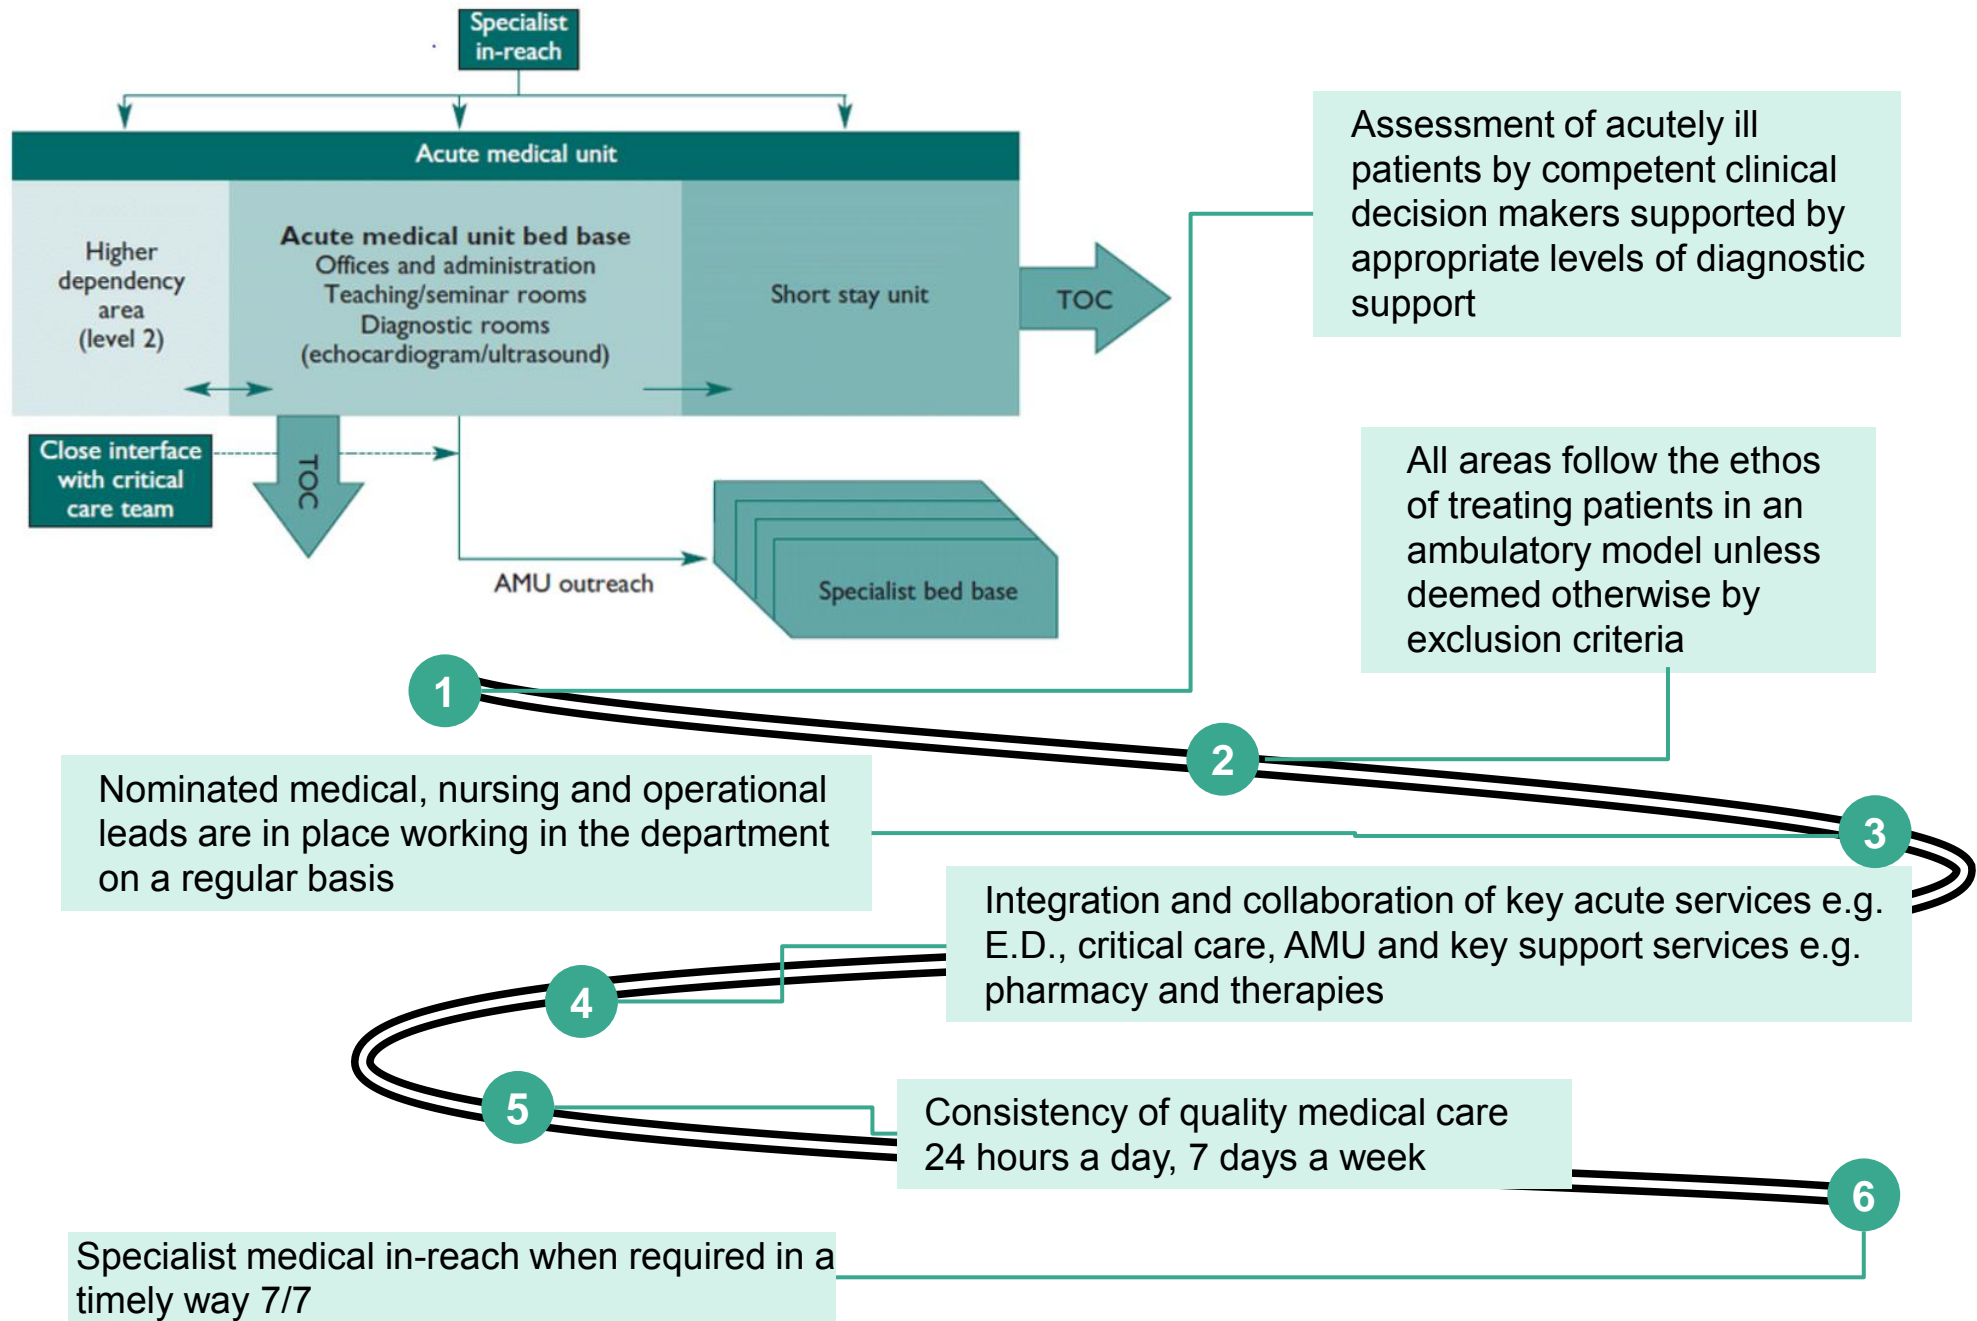 Specialist
in-reach
Acute medical unit
Higher
dependency
area
(level 2)
Acute medical unit bed base
Offices and administration
Teaching/seminar rooms
Diagnostic rooms
(echocardiogram/ultrasound)
Short stay unit
TOC
Close interface
with critical
care team
TOC
AMU outreach
Specialist bed base
Assessment of acutely ill
patients by competent clinical
decision makers supported by
appropriate levels of diagnostic
support
All areas follow the ethos
of treating patients in an
ambulatory model unless
deemed otherwise by
exclusion criteria
1
2
Nominated medical, nursing and operational
leads are in place working in the department
on a regular basis
3
Integration and collaboration of key acute services e.g.
E.D., critical care, AMU and key support services e.g.
pharmacy and therapies
4
5
Consistency of quality medical care
24 hours a day, 7 days a week
6
Specialist medical in-reach when required in a
timely way 7/7